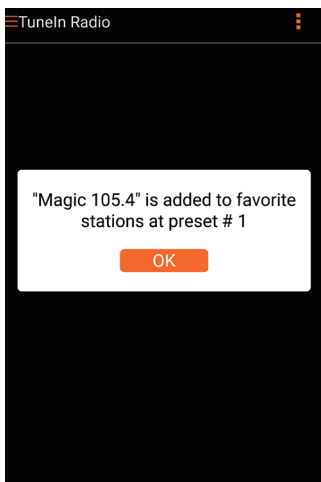 TuneIn Radio
"Magic 105.4" is added to favorite
stations at preset # 1
OK